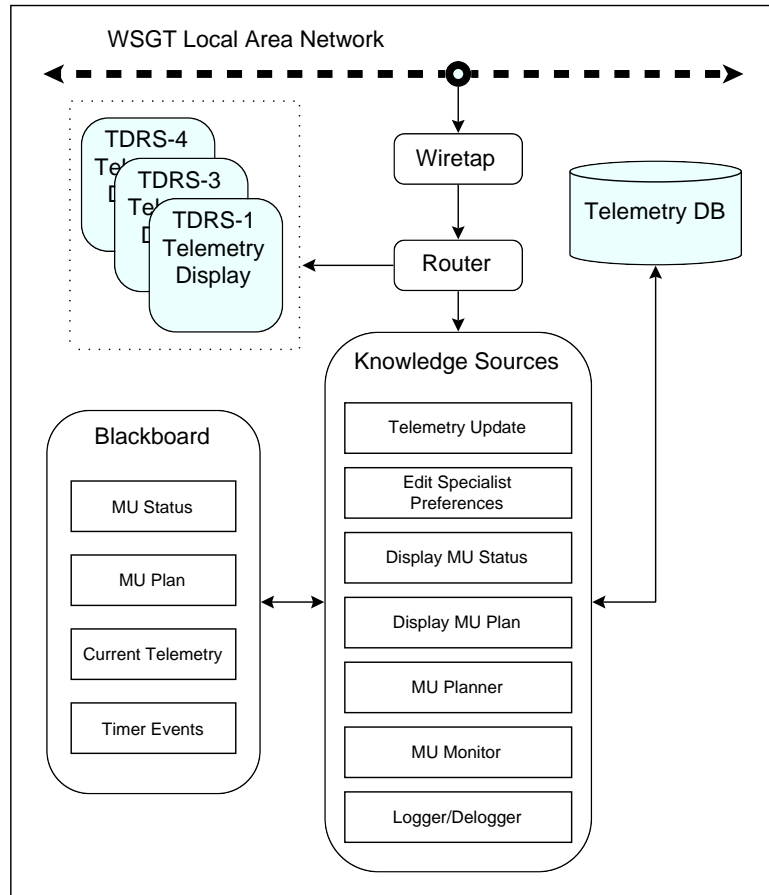 WSGT Local Area Network
TDRS-4
Tel
D
TDRS-3
Tel
D
TDRS-1
Telemetry
Display
Wiretap
Router
Telemetry DB
Knowledge Sources
Telemetry Update
Edit Specialist
Preferences
Display MU Status
Display MU Plan
MU Planner
MU Monitor
Logger/Delogger
Blackboard
MU Status
MU Plan
Current Telemetry
Timer Events